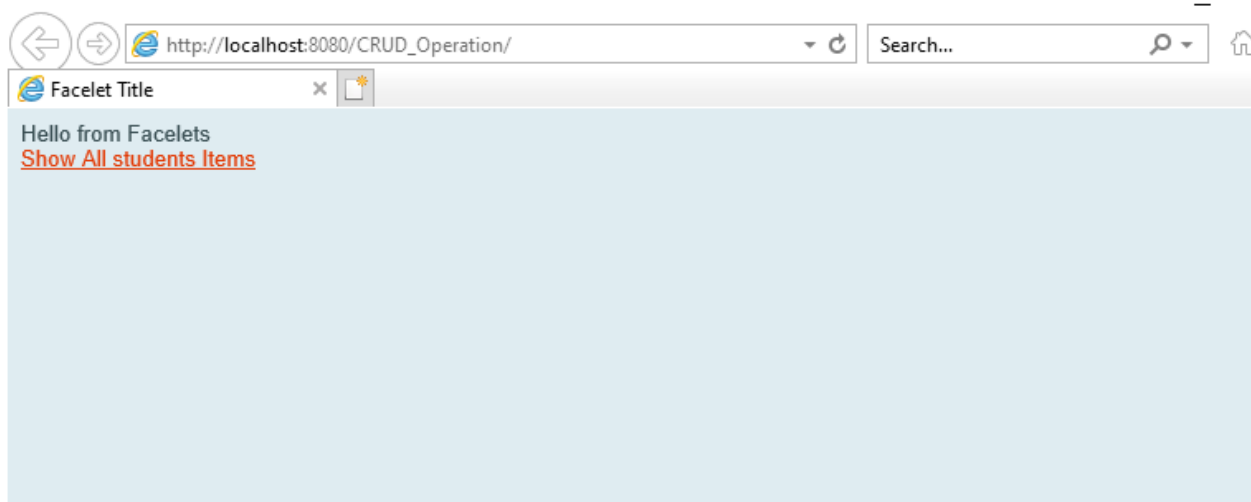 http://localhost:8080/CRUD_Operation/
Search...
Facelet Title
Hello from Facelets
Show All students Items